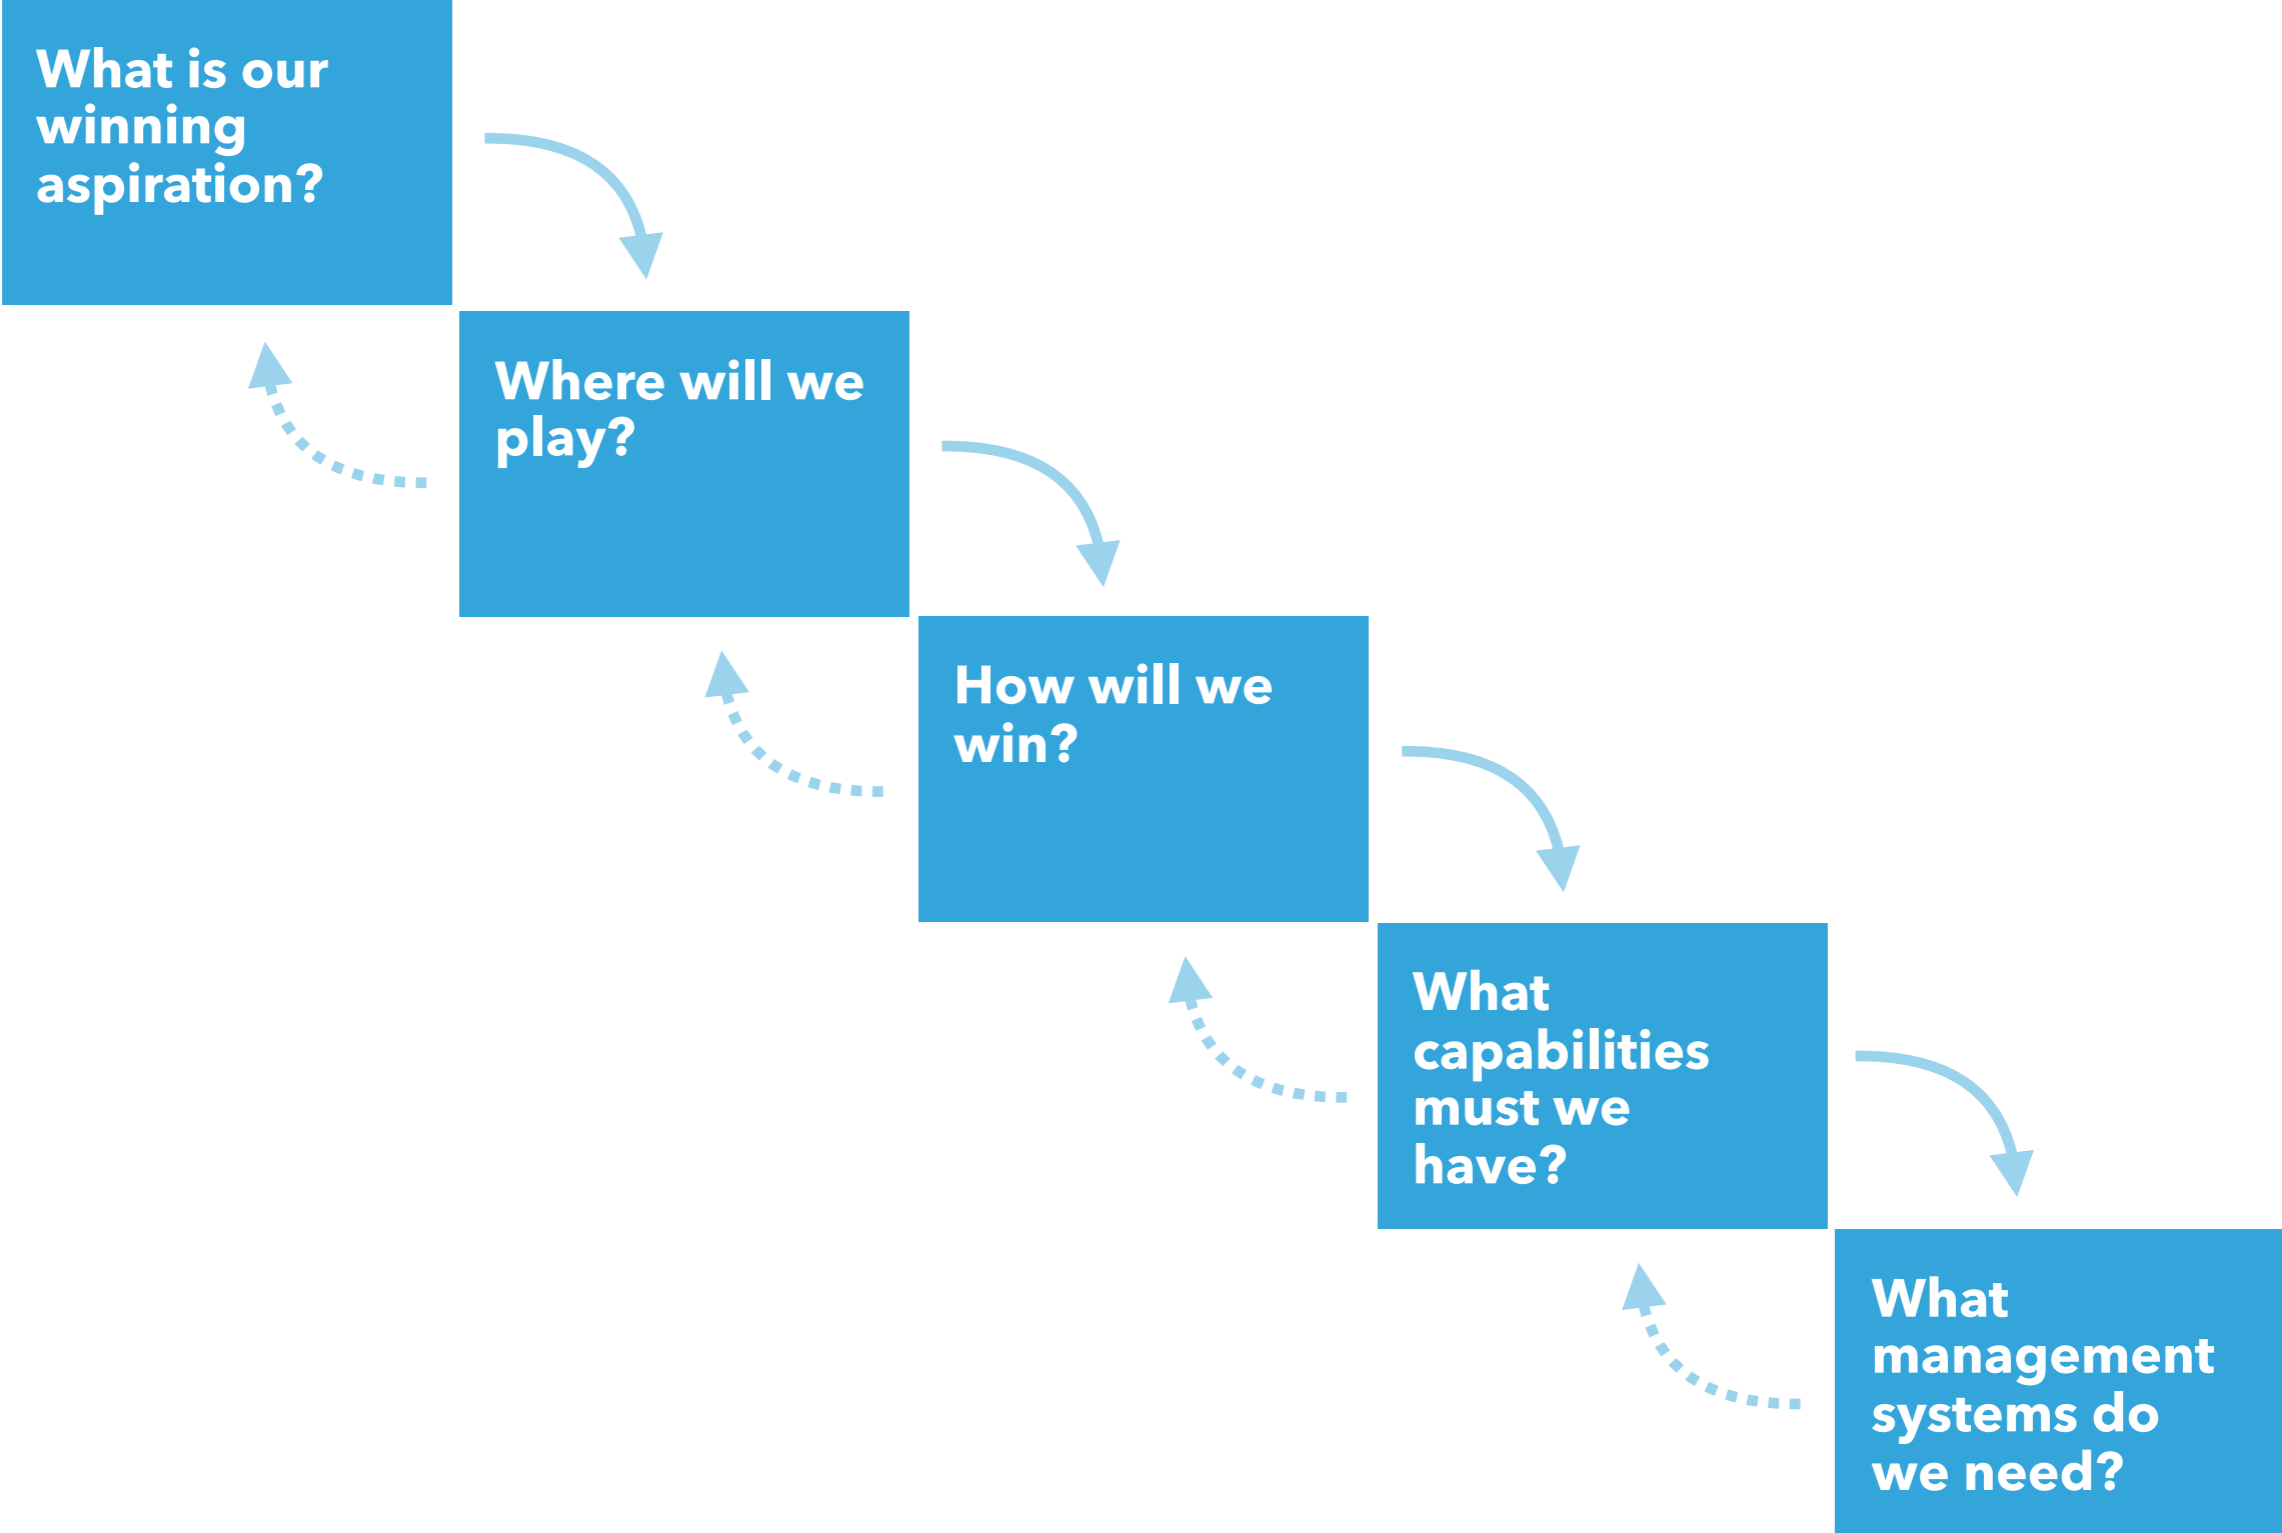 What is our
winning
aspiration?
Where will we
play?
How will we
win?
What
capabilities
must we
have?
What
management
systems do
we need?